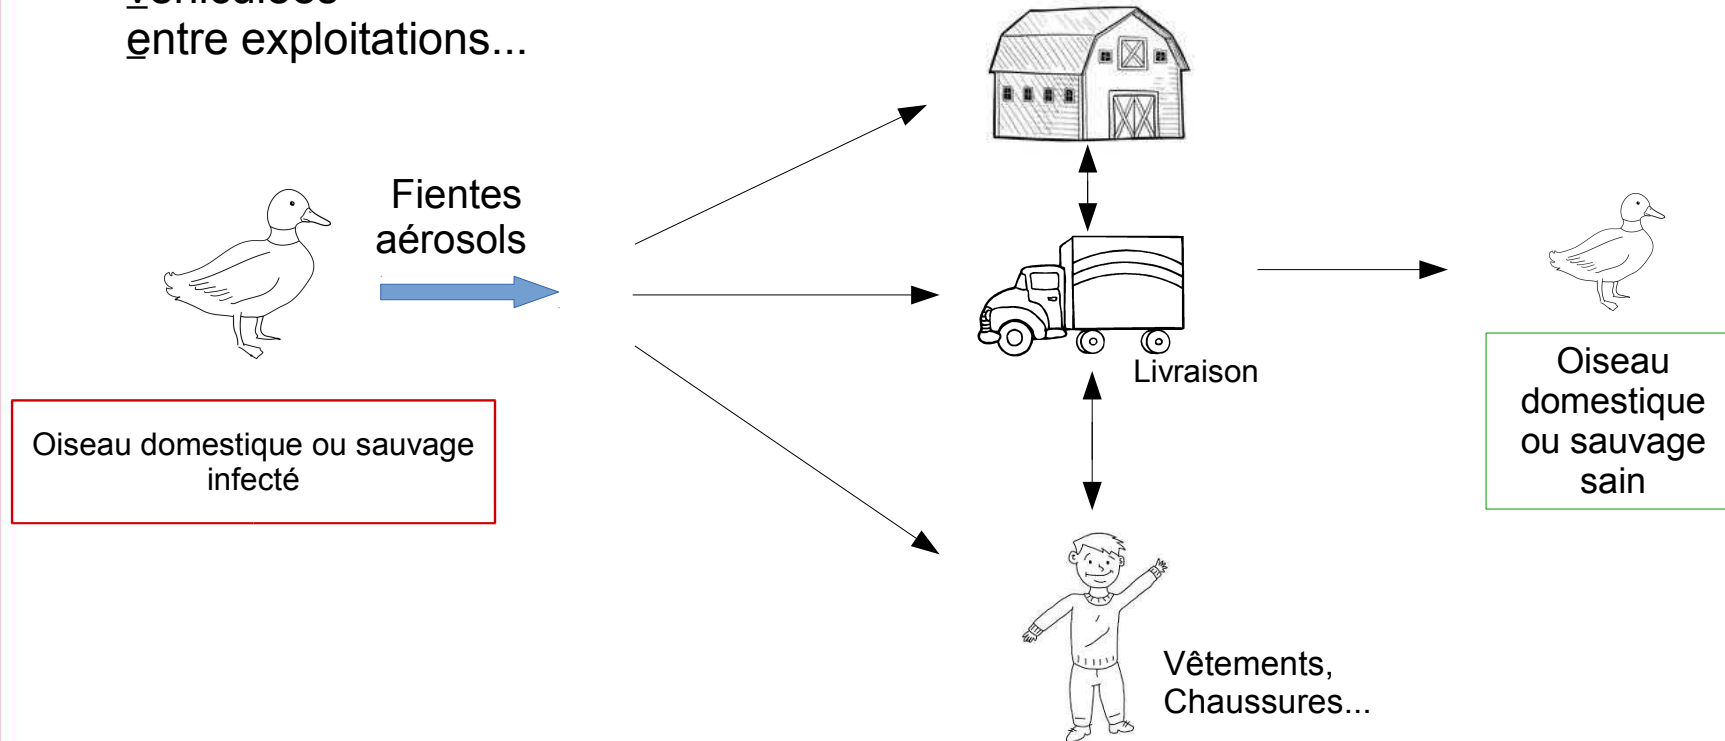 entre exploitations...
Fientes
aérosols
Livraison
Oiseau domestique ou sauvage
infecté
Oiseau
domestique
ou sauvage
sain
Vêtements,
Chaussures...